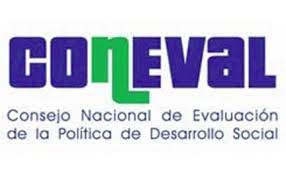 CONEVAL
Consejo Nacional de Evaluación
de la Política de Desarrollo Social